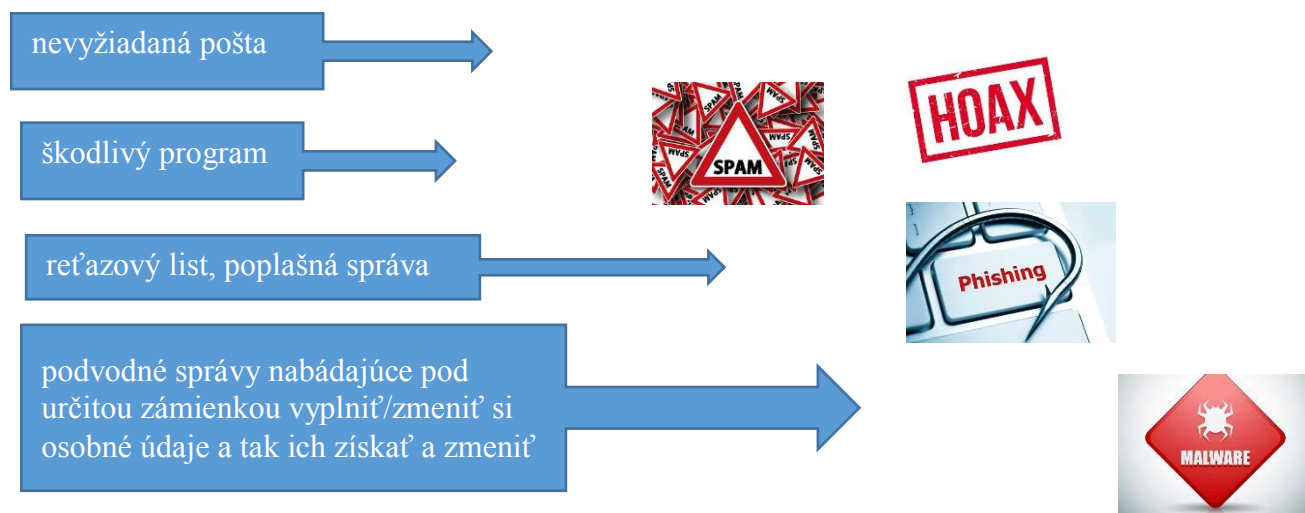 nevyžiadaná pošta
škodlivý program
reťazový list, poplašná správa
podvodné správy nabádajúce pod
určitou zámienkou vyplniť/zmeniť si
osobné údaje a tak ich získať a zmeniť
SPAM
HOAX
Phishing
MALWARE